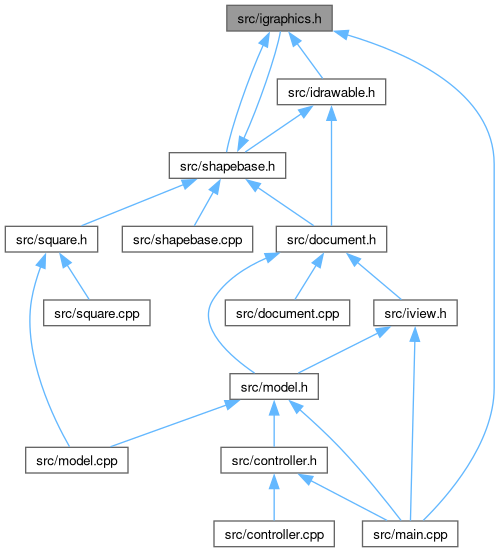 src/igraphics.h
src/idrawable.h
src/shapebase.h
src/square.h
src/shapebase.cpp
src/document.h
src/square.cpp
src/document.cpp
src/iview.h
src/model.h
src/model.cpp
src/controller.h
src/controller.cpp
src/main.cpp